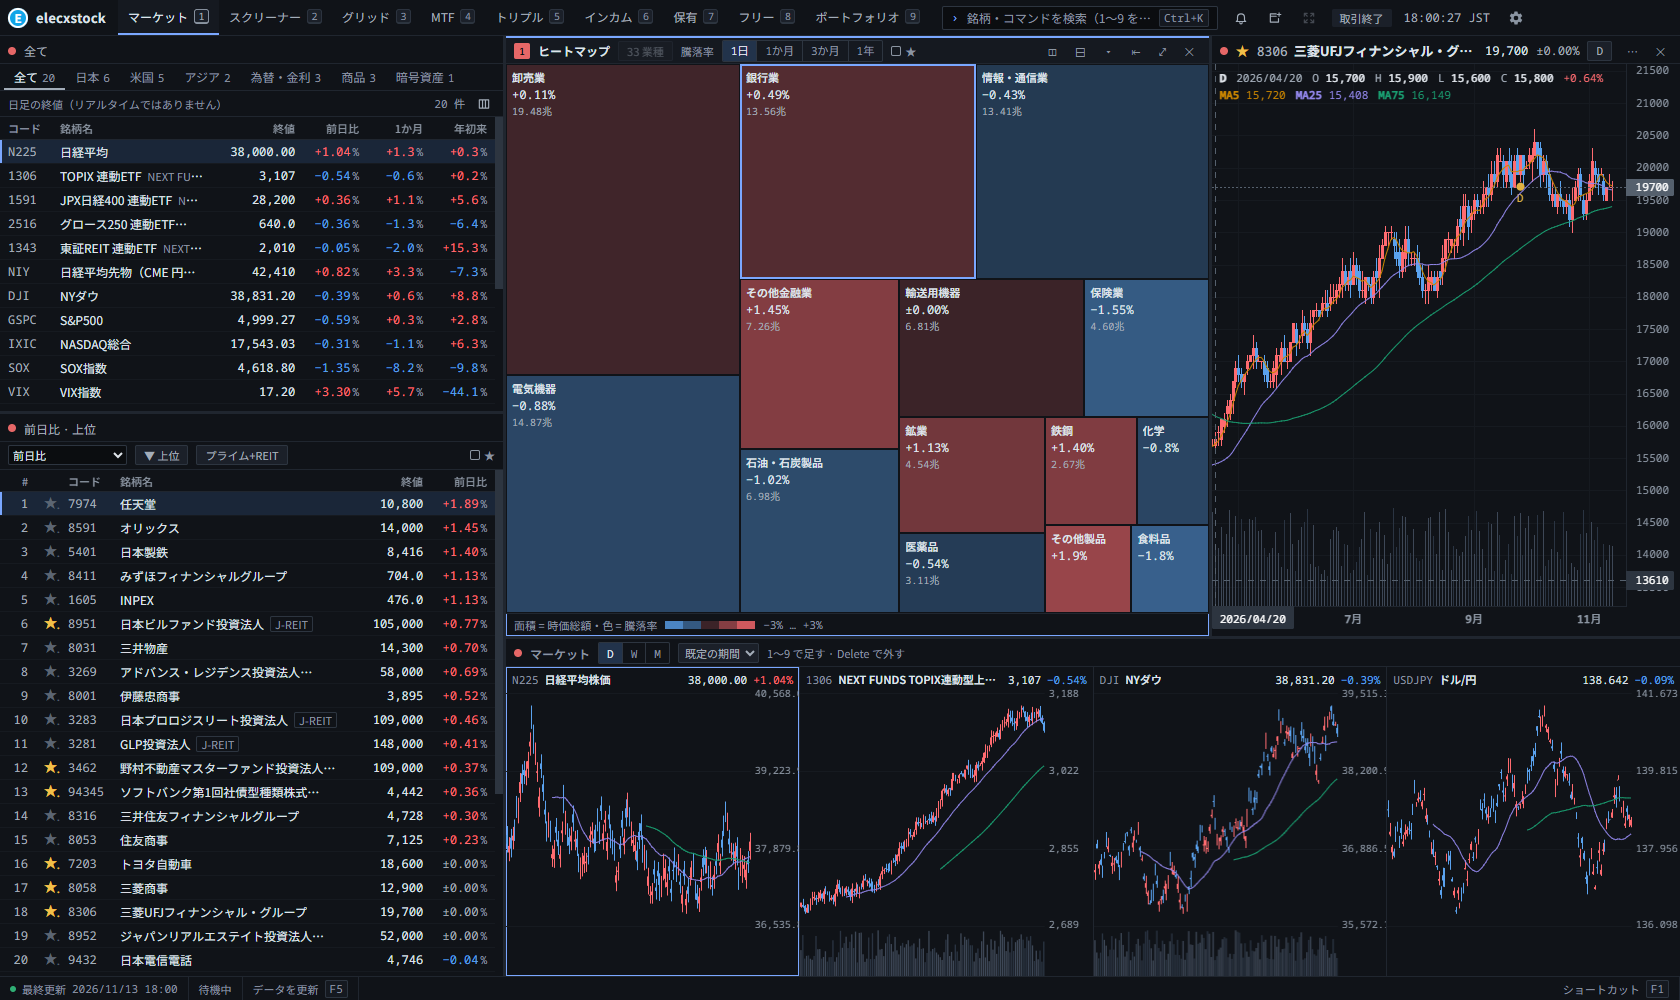 elecxstock マーケット 1 スクリーナー 2 グリッド 3 MTF 4 トリプル 5 インカム 6 保有 7 フリー 8 ポートフォリオ 9 › 銘柄・コマンドを検索（1〜9 を… Ctrl+K 取引終了 18:00:27 JST
全て
全て 20 日本 6 米国 5 アジア 2 為替・金利 3 商品 3 暗号資産 1
日足の終値（リアルタイムではありません） 20 件
コード 銘柄名 終値 前日比 1か月 年初来
N225 日経平均 38,000.00 +1.04% +1.3% +0.3%
1306 TOPIX 連動ETF NEXT FU… 3,107 −0.54% −0.6% +0.2%
1591 JPX日経400 連動ETF N… 28,200 +0.36% +1.1% +5.6%
2516 グロース250 連動ETF… 640.0 −0.36% −1.3% −6.4%
1343 東証REIT 連動ETF NEXT… 2,010 −0.05% −2.0% +15.3%
NIY 日経平均先物（CME 円… 42,410 +0.82% +3.3% −7.3%
DJI NYダウ 38,831.20 −0.39% +0.6% +8.8%
GSPC S&P500 4,999.27 −0.59% +0.3% +2.8%
IXIC NASDAQ総合 17,543.03 −0.31% −1.1% +6.3%
SOX SOX指数 4,618.80 −1.35% −8.2% −9.8%
VIX VIX指数 17.20 +3.30% +5.7% −44.1%
前日比・上位
前日比 ▼上位 プライム+REIT ★
# コード 銘柄名 終値 前日比
1 7974 任天堂 10,800 +1.89%
2 8591 オリックス 14,000 +1.45%
3 5401 日本製鉄 8,416 +1.40%
4 8411 みずほフィナンシャルグループ 704.0 +1.13%
5 1605 INPEX 476.0 +1.13%
6 8951 日本ビルファンド投資法人 J-REIT 105,000 +0.77%
7 8031 三井物産 14,300 +0.70%
8 3269 アドバンス・レジデンス投資法人… 58,000 +0.69%
9 8001 伊藤忠商事 3,895 +0.52%
10 3283 日本プロロジスリート投資法人 J-REIT 109,000 +0.46%
11 3281 GLP投資法人 J-REIT 148,000 +0.41%
12 3462 野村不動産マスターファンド投資法人… 109,000 +0.37%
13 94345 ソフトバンク第1回社債型種類株式… 4,442 +0.36%
14 8316 三井住友フィナンシャルグループ 4,728 +0.30%
15 8053 住友商事 7,125 +0.23%
16 7203 トヨタ自動車 18,600 ±0.00%
17 8058 三菱商事 12,900 ±0.00%
18 8306 三菱UFJフィナンシャル・グループ 19,700 ±0.00%
19 8952 ジャパンリアルエステイト投資法人… 52,000 ±0.00%
20 9432 日本電信電話 4,746 −0.04%
1 ヒートマップ 33 業種 騰落率 1日 1か月 3か月 1年 ★
卸売業
+0.11%
19.48兆
銀行業
+0.49%
13.56兆
情報・通信業
−0.43%
13.41兆
電気機器
−0.88%
14.87兆
その他金融業
+1.45%
7.26兆
輸送用機器
±0.00%
6.81兆
保険業
−1.55%
4.60兆
石油・石炭製品
−1.02%
6.98兆
鉱業
+1.13%
4.54兆
鉄鋼
+1.40%
2.67兆
化学
−0.8%
医薬品
−0.54%
3.11兆
その他製品
+1.9%
食料品
−1.8%
面積 = 時価総額・色 = 騰落率 −3% … +3%
★ 8306 三菱UFJフィナンシャル・グ… 19,700 ±0.00% D
D 2026/04/20 O 15,700 H 15,900 L 15,600 C 15,800 +0.64%
MA5 15,720 MA25 15,408 MA75 16,149
21500
21000
20500
20000
19700
19500
19000
18500
18000
17500
17000
16500
16000
15500
15000
14500
14000
13610
D
2026/04/20 7月 9月 11月
マーケット D W M 既定の期間 1〜9 で足す・Delete で外す
N225 日経平均株価 38,000.00 +1.04%
40,568.
39,223.
37,879.
36,535.
1306 NEXT FUNDS TOPIX連動型上… 3,107 −0.54%
3,188
3,022
2,855
2,689
DJI NYダウ 38,831.20 −0.39%
39,515.
38,200.
36,886.
35,572.
USDJPY ドル/円 138.642 −0.09%
141.673
139.815
137.956
136.098
最終更新 2026/11/13 18:00 待機中 データを更新 F5 ショートカット F1